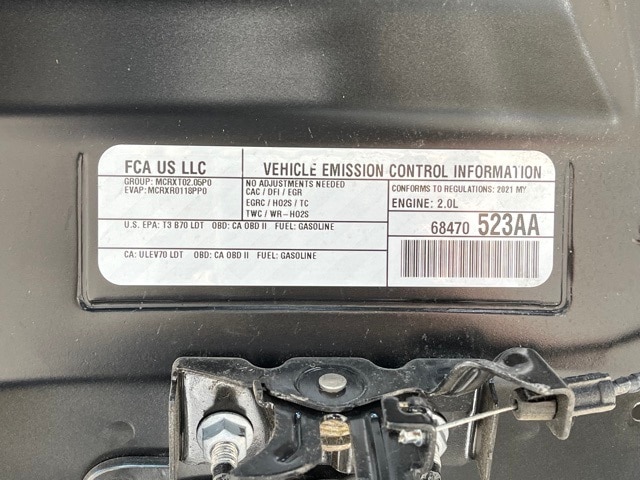 FCA US LLC
VEHICLE EMISSION CONTROL INFORMATION
GROUP: MCRXT02.05P0
EVAP: MCRXR0118PP0
NO ADJUSTMENTS NEEDED
CAC / DFI / EGR
EGRC / HO2S / TC
TWC / WR-HO2S
CONFORMS TO REGULATIONS: 2021 MY
ENGINE: 2.0L
U.S. EPA: T3 B70 LDT OBD: CA OBD II FUEL: GASOLINE
68470 523AA
CA: ULEV70 LDT OBD: CA OBD II FUEL: GASOLINE